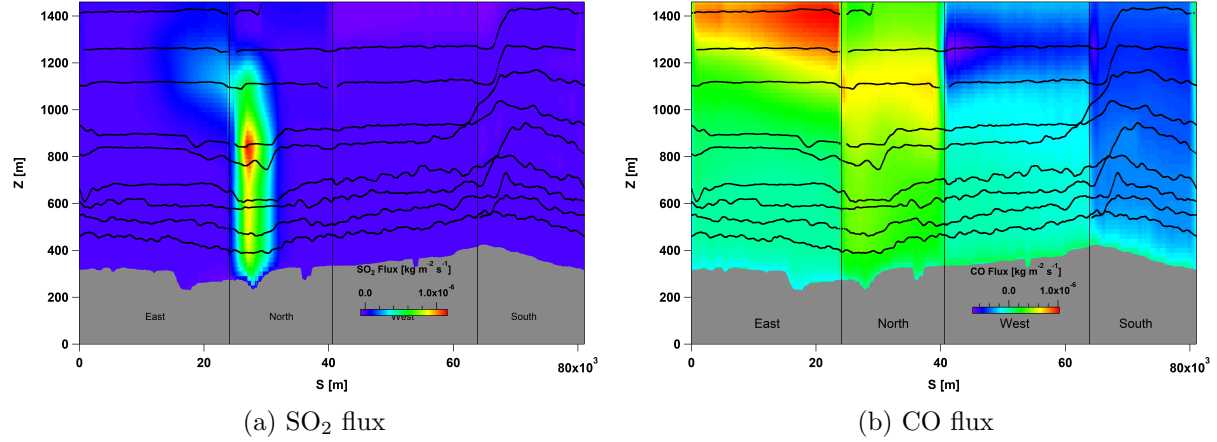 1400
1200
1000
800
600
400
200
0
Z [m]
SO₂ Flux [kg m⁻² s⁻¹]
0.0 1.0x10⁻⁶
East North West South
0 20 40 60 80x10³
S [m]
(a) SO₂ flux
1400
1200
1000
800
600
400
200
0
Z [m]
CO Flux [kg m⁻² s⁻¹]
0.0 1.0x10⁻⁶
East North West South
0 20 40 60 80x10³
S [m]
(b) CO flux